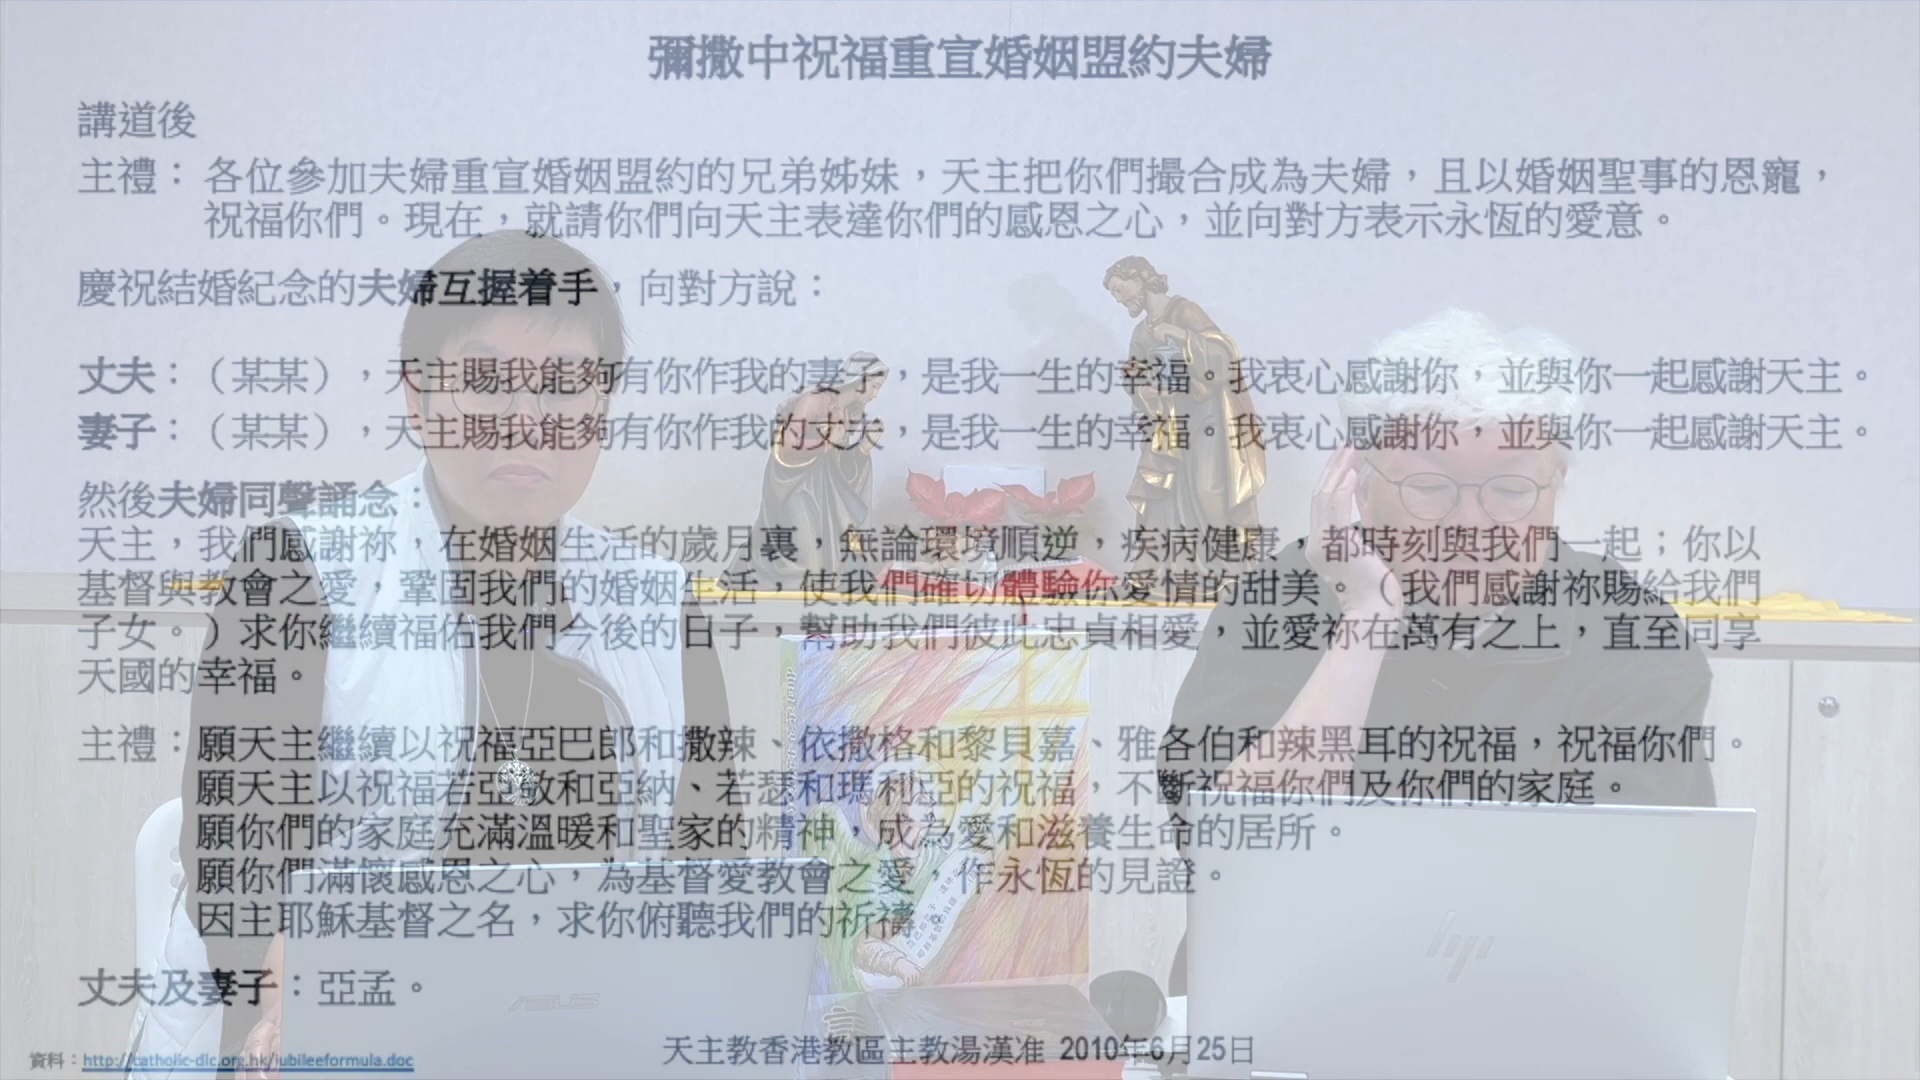 彌撒中祝福重宣婚姻盟約夫婦
講道後
主禮：各位參加夫婦重宣婚姻盟約的兄弟姊妹，天主把你們撮合成為夫婦，且以婚姻聖事的恩寵，
祝福你們。現在，就請你們向天主表達你們的感恩之心，並向對方表示永恆的愛意。
慶祝結婚紀念的夫婦互握着手，向對方說：
丈夫：（某某），天主賜我能夠有你作我的妻子，是我一生的幸福。我衷心感謝你，並與你一起感謝天主。
妻子：（某某），天主賜我能夠有你作我的丈夫，是我一生的幸福。我衷心感謝你，並與你一起感謝天主。
然後夫婦同聲誦念：
天主，我們感謝祢，在婚姻生活的歲月裏，無論環境順逆，疾病健康，都時刻與我們一起；你以
基督與教會之愛，鞏固我們的婚姻生活，使我們確切體驗你愛情的甜美。（我們感謝祢賜給我們
子女。）求你繼續福佑我們今後的日子，幫助我們彼此忠貞相愛，並愛祢在萬有之上，直至同享
天國的幸福。
主禮：願天主繼續以祝福亞巴郎和撒辣、依撒格和黎貝嘉、雅各伯和辣黑耳的祝福，祝福你們。
願天主以祝福若亞敬和亞納、若瑟和瑪利亞的祝福，不斷祝福你們及你們的家庭。
願你們的家庭充滿溫暖和聖家的精神，成為愛和滋養生命的居所。
願你們滿懷感恩之心，為基督愛教會之愛，作永恆的見證。
因主耶穌基督之名，求你俯聽我們的祈禱
丈夫及妻子：亞孟。
ASUS
hp
天主教香港教區主教湯漢准 2010年6月25日
資料：http://catholic-dlc.org.hk/jubileeformula.doc